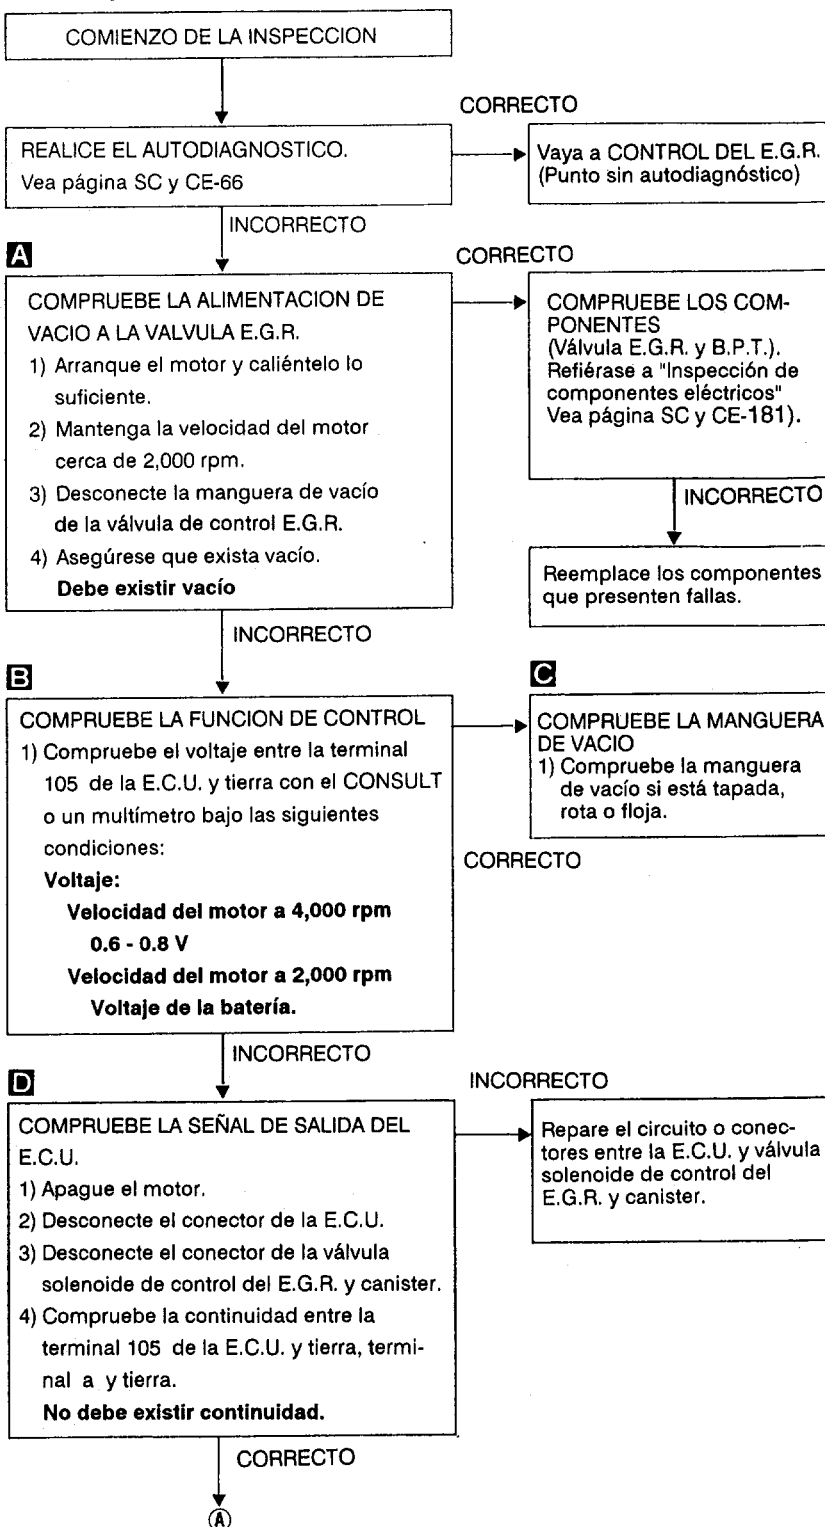 COMIENZO DE LA INSPECCION
CORRECTO
REALICE EL AUTODIAGNOSTICO.
Vea página SC y CE-66
Vaya a CONTROL DEL E.G.R.
(Punto sin autodiagnóstico)
INCORRECTO
A
CORRECTO
COMPRUEBE LA ALIMENTACION DE
VACIO A LA VALVULA E.G.R.
1) Arranque el motor y caliéntelo lo
suficiente.
2) Mantenga la velocidad del motor
cerca de 2,000 rpm.
3) Desconecte la manguera de vacío
de la válvula de control E.G.R.
4) Asegúrese que exista vacío.
Debe existir vacío
COMPRUEBE LOS COM-
PONENTES
(Válvula E.G.R. y B.P.T.).
Refiérase a "Inspección de
componentes eléctricos"
Vea página SC y CE-181).
INCORRECTO
Reemplace los componentes
que presenten fallas.
INCORRECTO
B
COMPRUEBE LA FUNCION DE CONTROL
1) Compruebe el voltaje entre la terminal
105 de la E.C.U. y tierra con el CONSULT
o un multímetro bajo las siguientes
condiciones:
Voltaje:
Velocidad del motor a 4,000 rpm
0.6 - 0.8 V
Velocidad del motor a 2,000 rpm
Voltaje de la batería.
C
COMPRUEBE LA MANGUERA
DE VACIO
1) Compruebe la manguera
de vacío si está tapada,
rota o floja.
CORRECTO
INCORRECTO
D
INCORRECTO
COMPRUEBE LA SEÑAL DE SALIDA DEL
E.C.U.
1) Apague el motor.
2) Desconecte el conector de la E.C.U.
3) Desconecte el conector de la válvula
solenoide de control del E.G.R. y canister.
4) Compruebe la continuidad entre la
terminal 105 de la E.C.U. y tierra, termi-
nal a y tierra.
No debe existir continuidad.
Repare el circuito o conec-
tores entre la E.C.U. y válvula
solenoide de control del
E.G.R. y canister.
CORRECTO
A